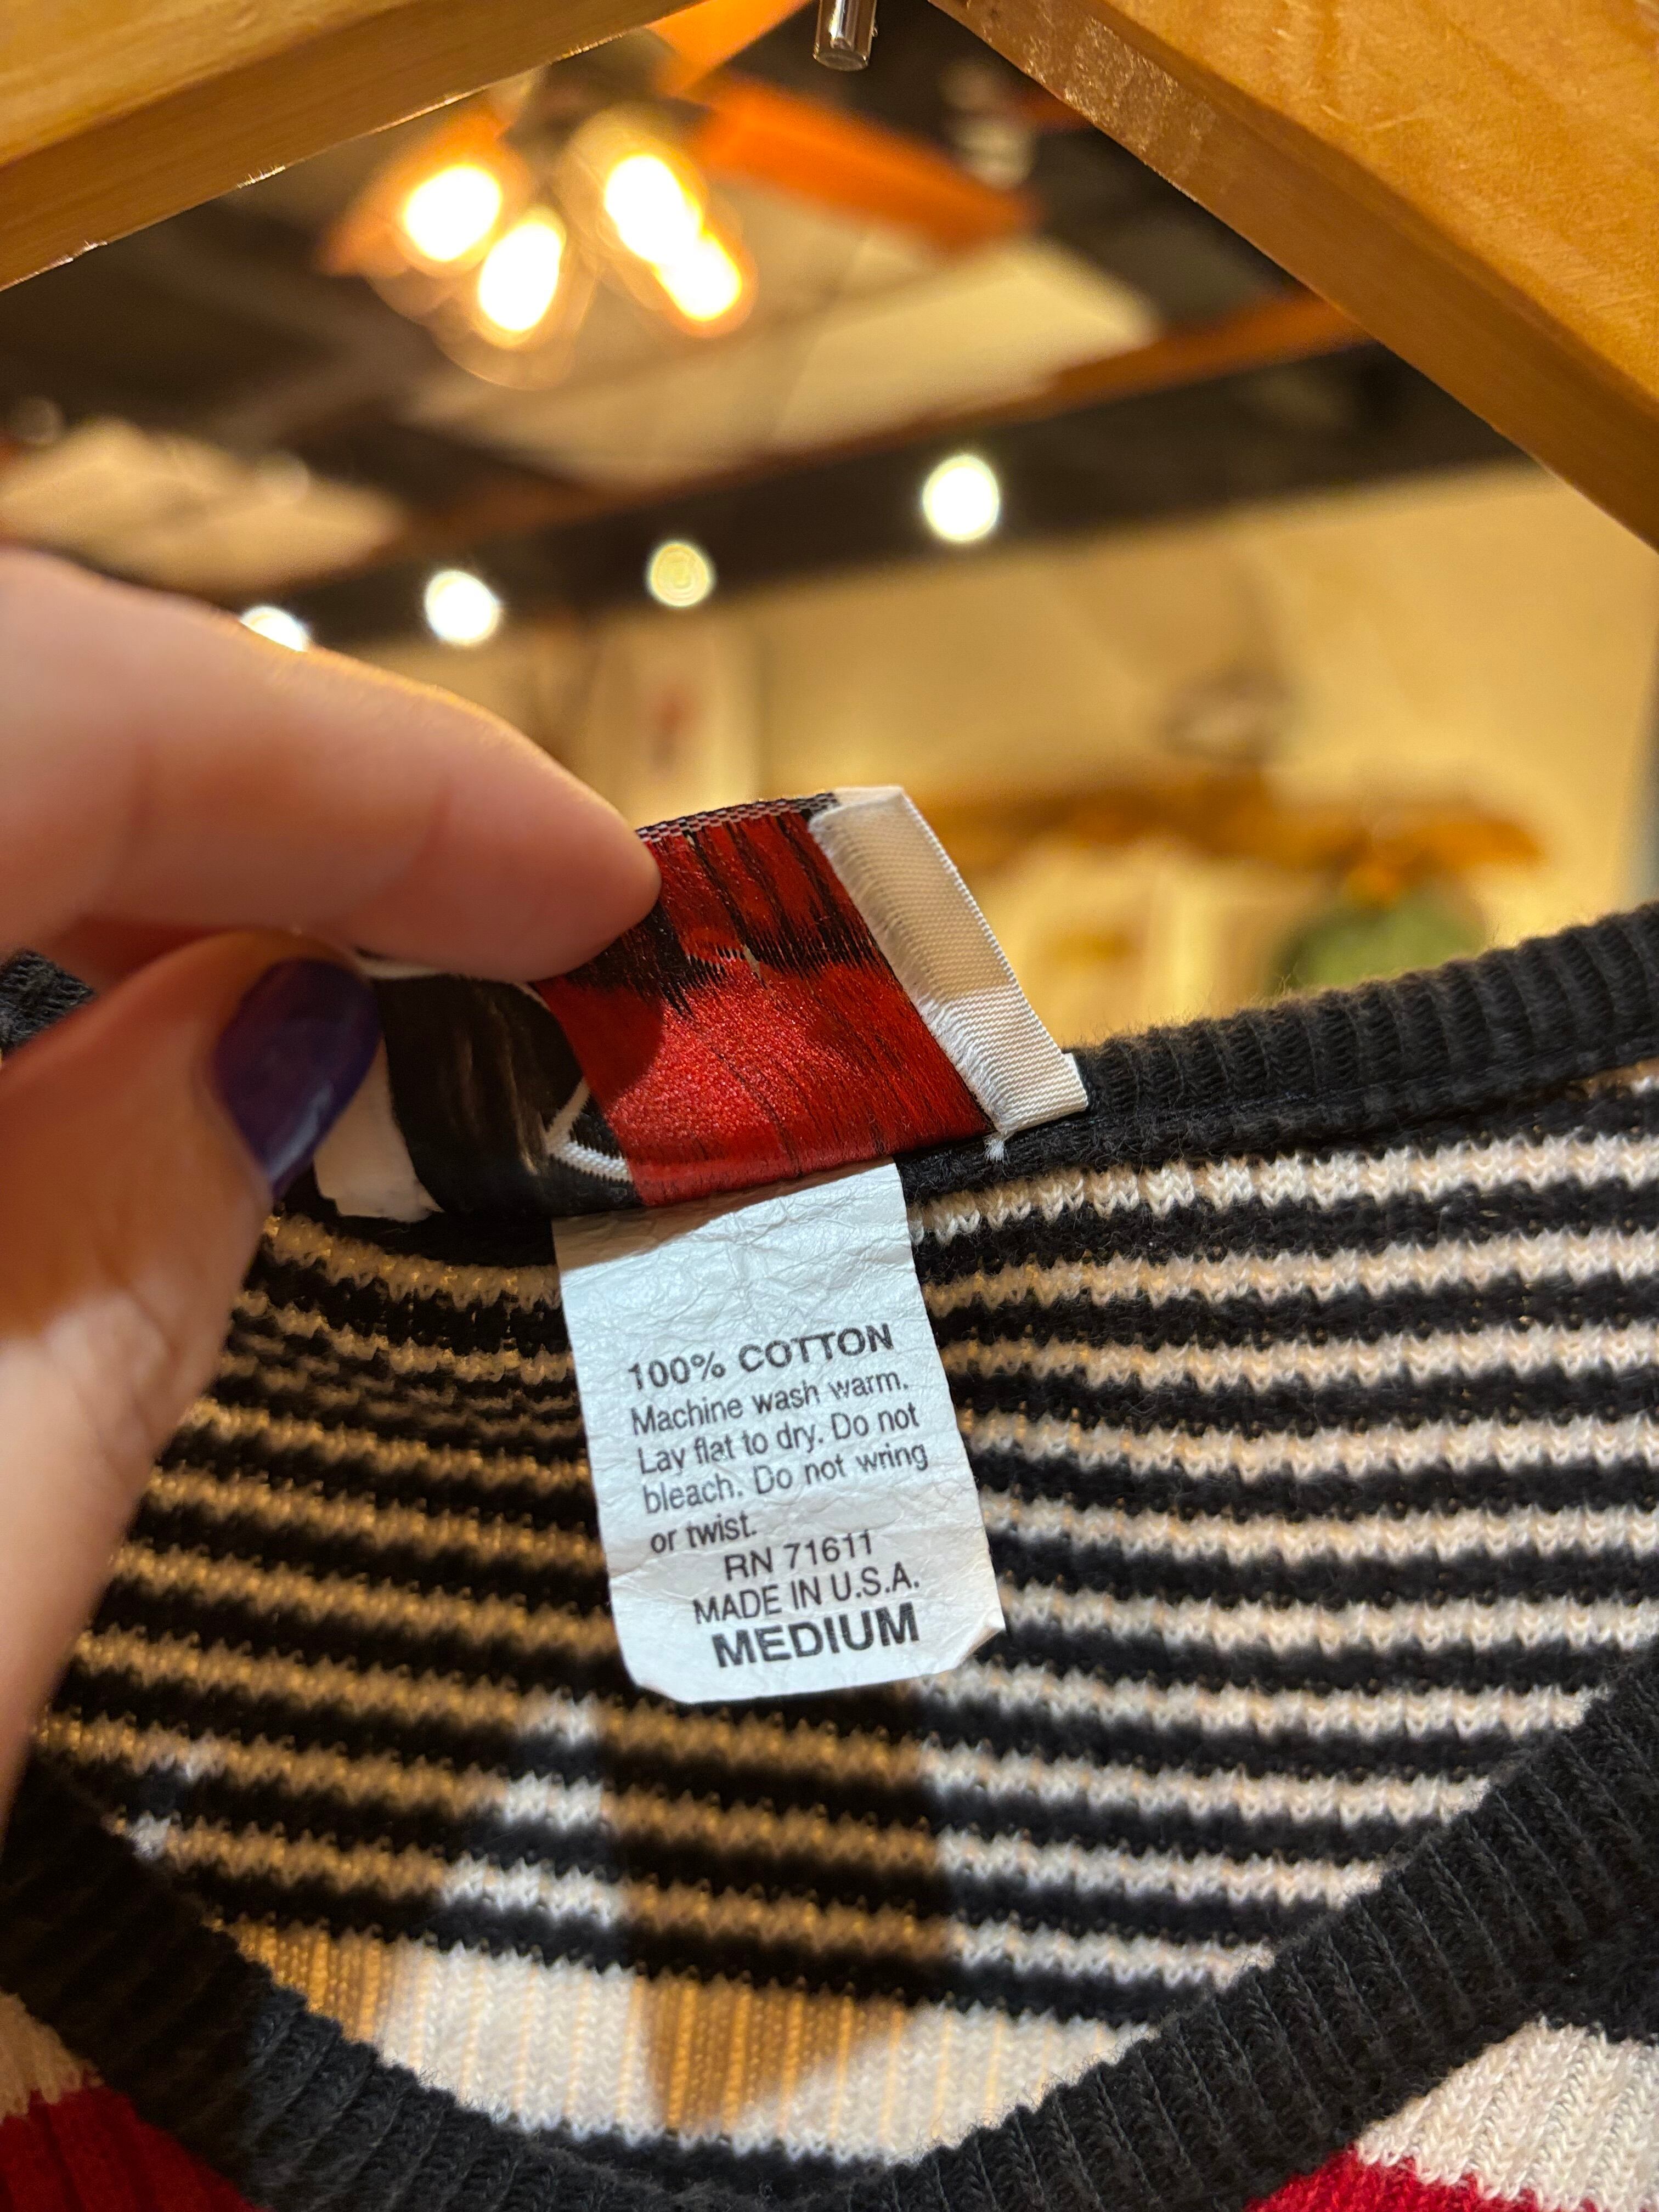 100% COTTON
Machine wash warm.
Lay flat to dry. Do not
bleach. Do not wring
or twist.
RN 71611
MADE IN U.S.A.
MEDIUM